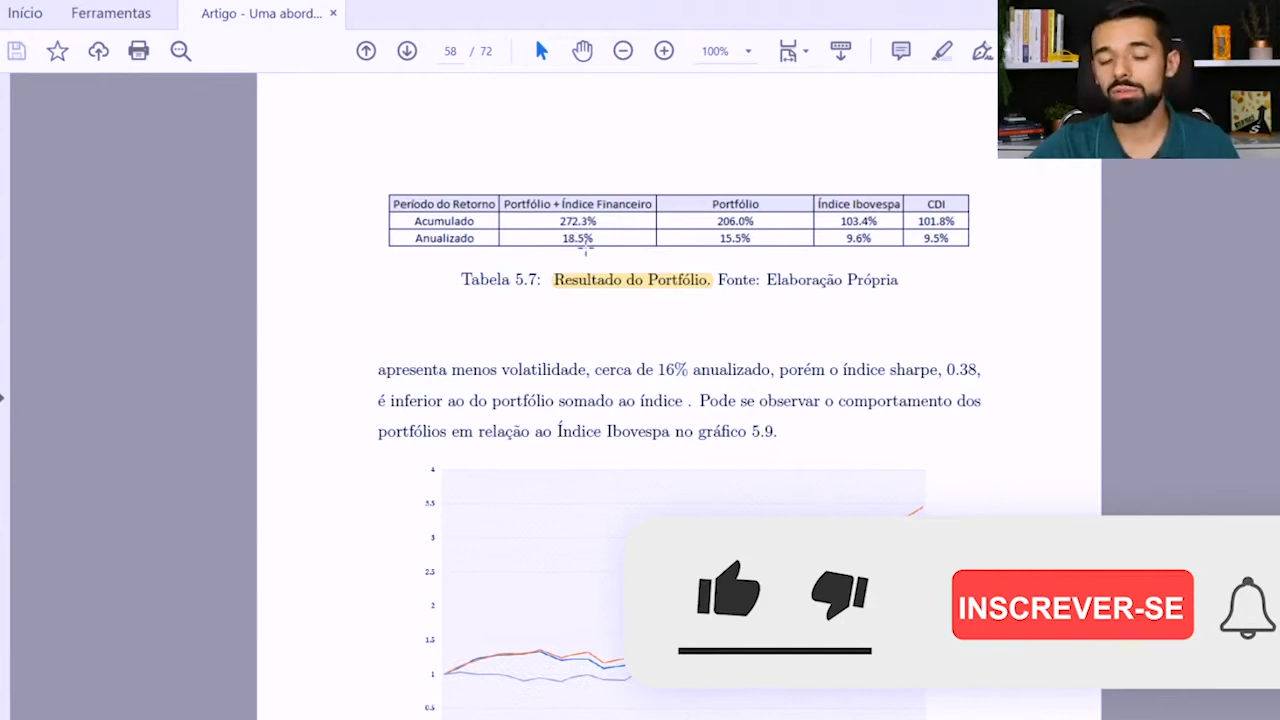 Início Ferramentas Artigo - Uma abord... ×
58 / 72 100%
Período do Retorno Portfólio + Índice Financeiro Portfólio Índice Ibovespa CDI
Acumulado 272.3% 206.0% 103.4% 101.8%
Anualizado 18.5% 15.5% 9.6% 9.5%
Tabela 5.7: Resultado do Portfólio. Fonte: Elaboração Própria
apresenta menos volatilidade, cerca de 16% anualizado, porém o índice sharpe, 0.38,
é inferior ao do portfólio somado ao índice . Pode se observar o comportamento dos
portfólios em relação ao Índice Ibovespa no gráfico 5.9.
4
3.5
3
2.5
2
1.5
1
0.5
INSCREVER-SE